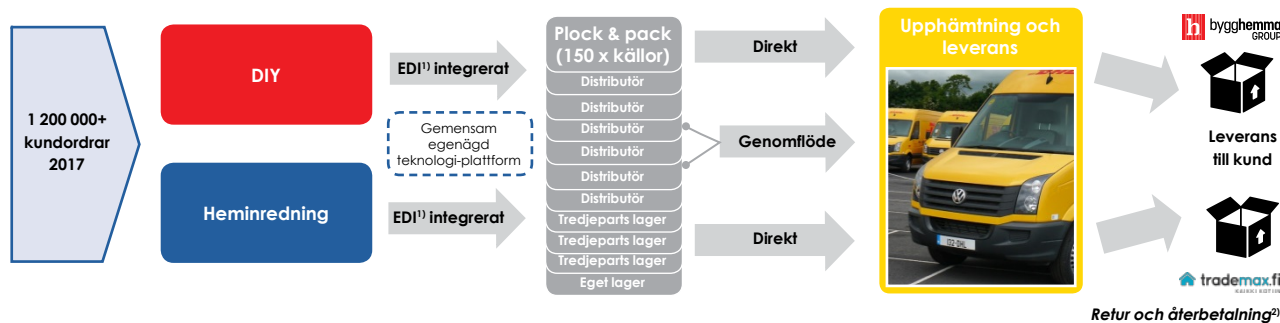 1 200 000+
kundordrar
2017
DIY
Heminredning
EDI¹⁾ integrerat
Gemensam
egenägd
teknologi-plattform
EDI¹⁾ integrerat
Plock & pack
(150 x källor)
Distributör
Distributör
Distributör
Distributör
Distributör
Distributör
Tredjeparts lager
Tredjeparts lager
Tredjeparts lager
Eget lager
Direkt
Genomflöde
Direkt
Upphämtning och
leverans
h bygghemma
GROUP
Leverans
till kund
trademax.fi
Retur och återbetalning²⁾